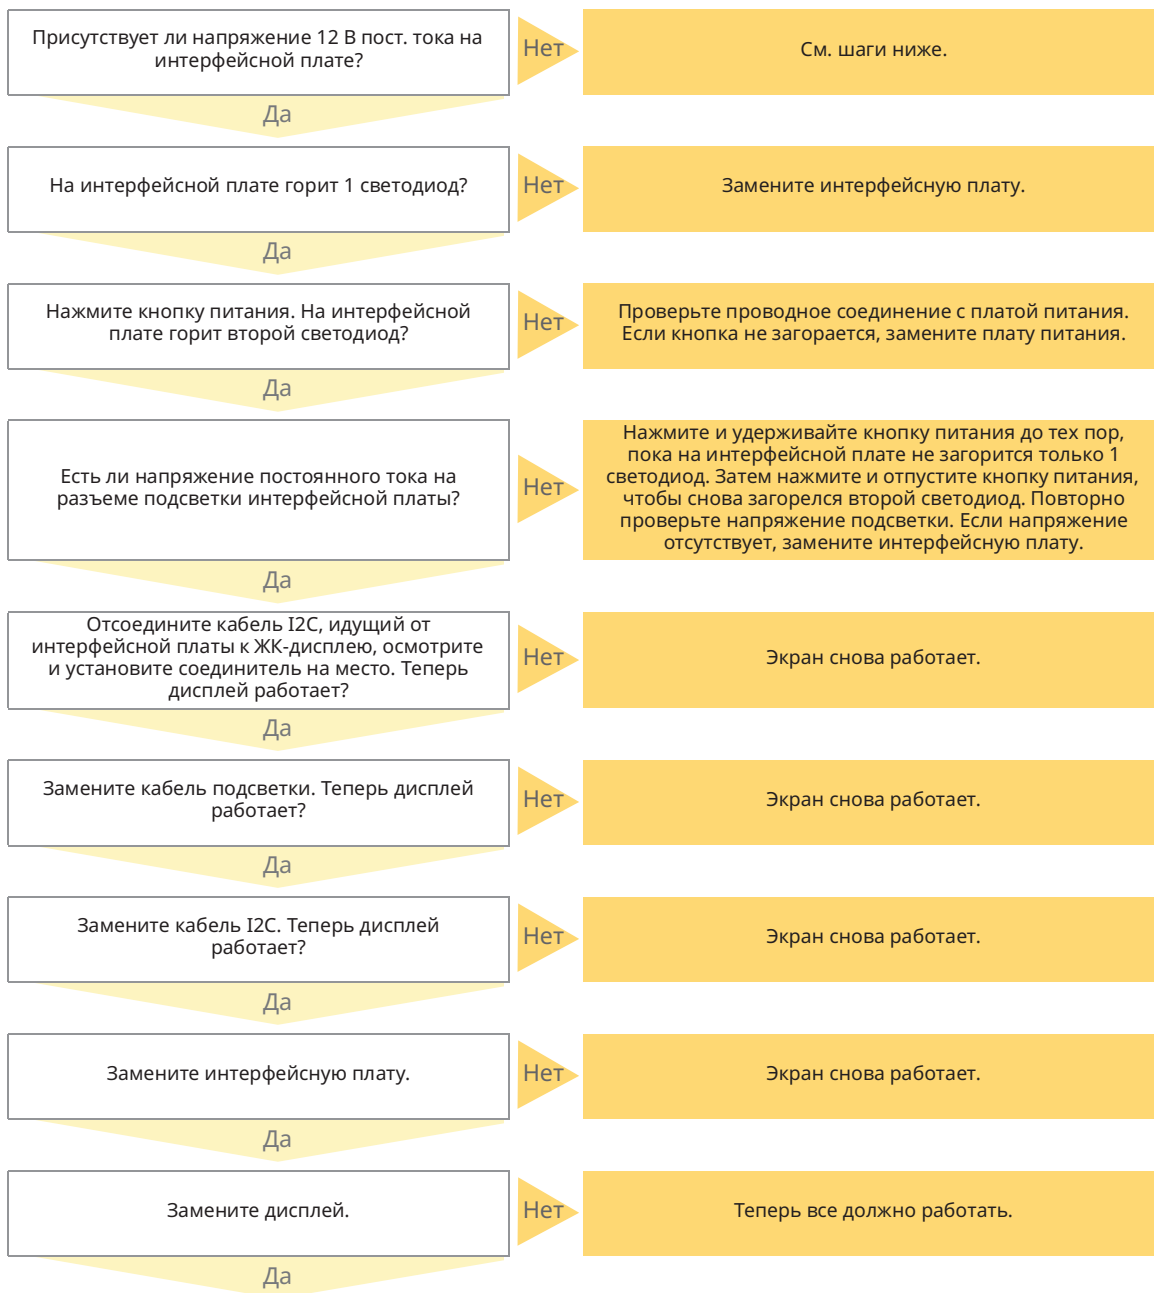 Присутствует ли напряжение 12 В пост. тока на
интерфейсной плате?
Нет
См. шаги ниже.
Да
На интерфейсной плате горит 1 светодиод?
Нет
Замените интерфейсную плату.
Да
Нажмите кнопку питания. На интерфейсной
плате горит второй светодиод?
Нет
Проверьте проводное соединение с платой питания.
Если кнопка не загорается, замените плату питания.
Да
Есть ли напряжение постоянного тока на
разъеме подсветки интерфейсной платы?
Нет
Нажмите и удерживайте кнопку питания до тех пор,
пока на интерфейсной плате не загорится только 1
светодиод. Затем нажмите и отпустите кнопку питания,
чтобы снова загорелся второй светодиод. Повторно
проверьте напряжение подсветки. Если напряжение
отсутствует, замените интерфейсную плату.
Да
Отсоедините кабель I2C, идущий от
интерфейсной платы к ЖК-дисплею, осмотрите
и установите соединитель на место. Теперь
дисплей работает?
Нет
Экран снова работает.
Да
Замените кабель подсветки. Теперь дисплей
работает?
Нет
Экран снова работает.
Да
Замените кабель I2C. Теперь дисплей
работает?
Нет
Экран снова работает.
Да
Замените интерфейсную плату.
Нет
Экран снова работает.
Да
Замените дисплей.
Нет
Теперь все должно работать.
Да